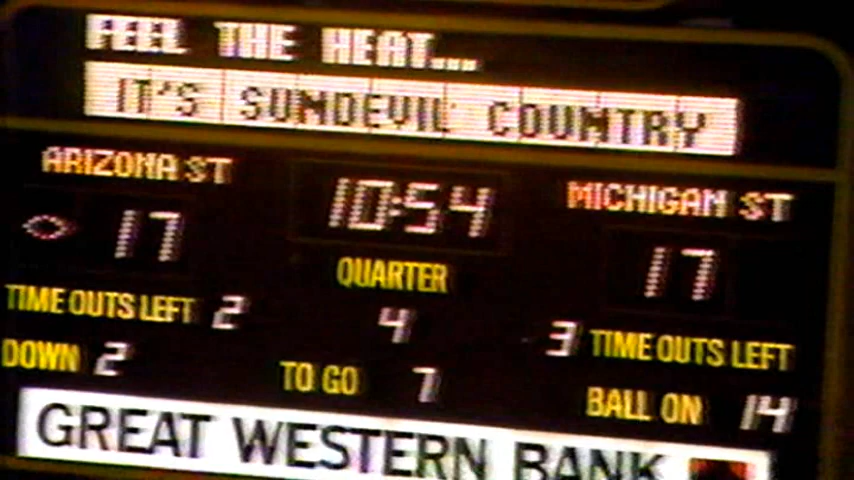 FEEL THE HEAT...
IT'S SUNDEVIL COUNTRY
ARIZONA ST
MICHIGAN ST
17
10:54
17
QUARTER
TIME OUTS LEFT 2
4
3 TIME OUTS LEFT
DOWN 2
TO GO 7
BALL ON 14
GREAT WESTERN BANK